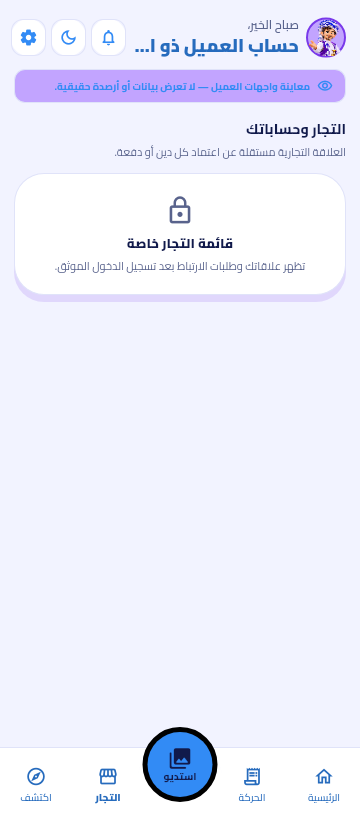 صباح الخير،
حساب العميل ذو ا...
معاينة واجهات العميل — لا تعرض بيانات أو أرصدة حقيقية.
التجار وحساباتك
العلاقة التجارية مستقلة عن اعتماد كل دين أو دفعة.
قائمة التجار خاصة
تظهر علاقاتك وطلبات الارتباط بعد تسجيل الدخول الموثق.
الرئيسية
الحركة
استديو
التجار
اكتشف